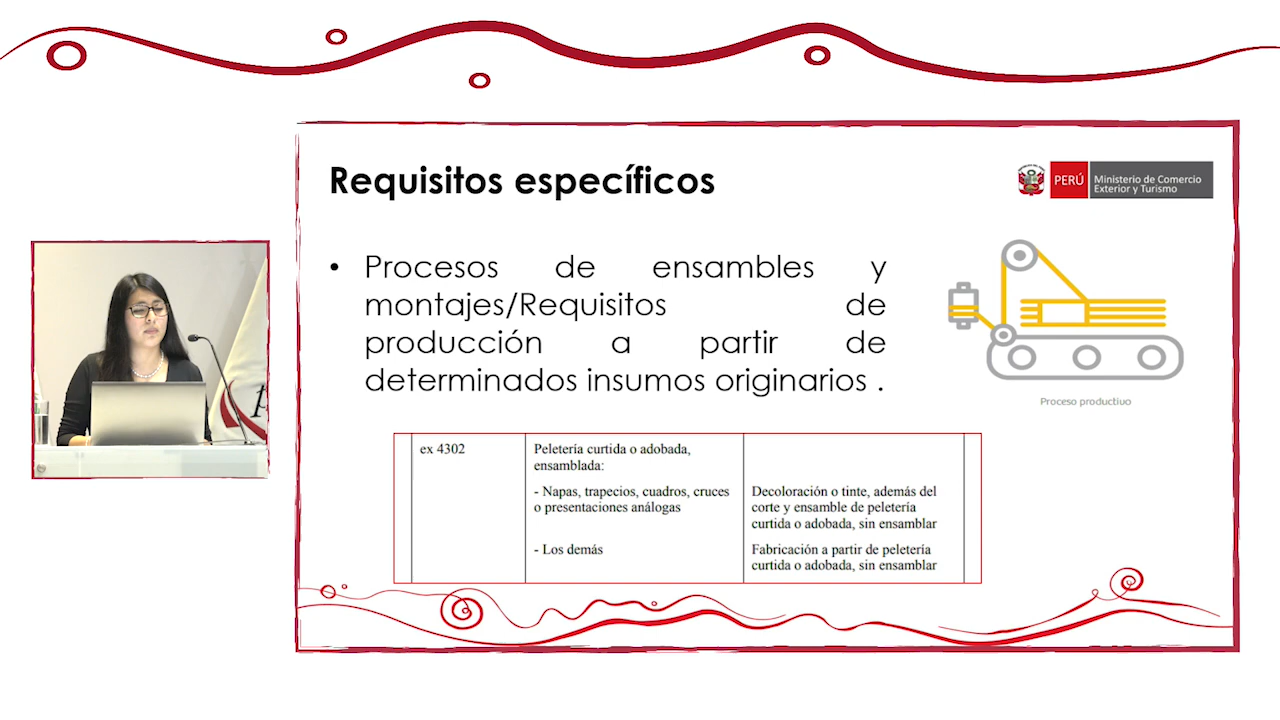 Requisitos específicos
PERÚ
Ministerio de Comercio
Exterior y Turismo
• Procesos de ensambles y
montajes/Requisitos de
producción a partir de
determinados insumos originarios .
Proceso productivo
ex 4302
Peletería curtida o adobada,
ensamblada:
- Napas, trapecios, cuadros, cruces
o presentaciones análogas
Decoloración o tinte, además del
corte y ensamble de peletería
curtida o adobada, sin ensamblar
- Los demás
Fabricación a partir de peletería
curtida o adobada, sin ensamblar